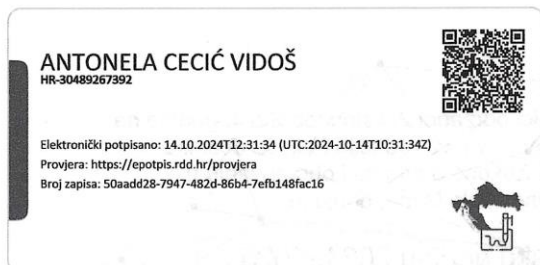 ANTONELA CECIĆ VIDOŠ
HR-30489267392
Elektronički potpisano: 14.10.2024T12:31:34 (UTC:2024-10-14T10:31:34Z)
Provjera: https://epotpis.rdd.hr/provjera
Broj zapisa: 50aadd28-7947-482d-86b4-7efb148fac16